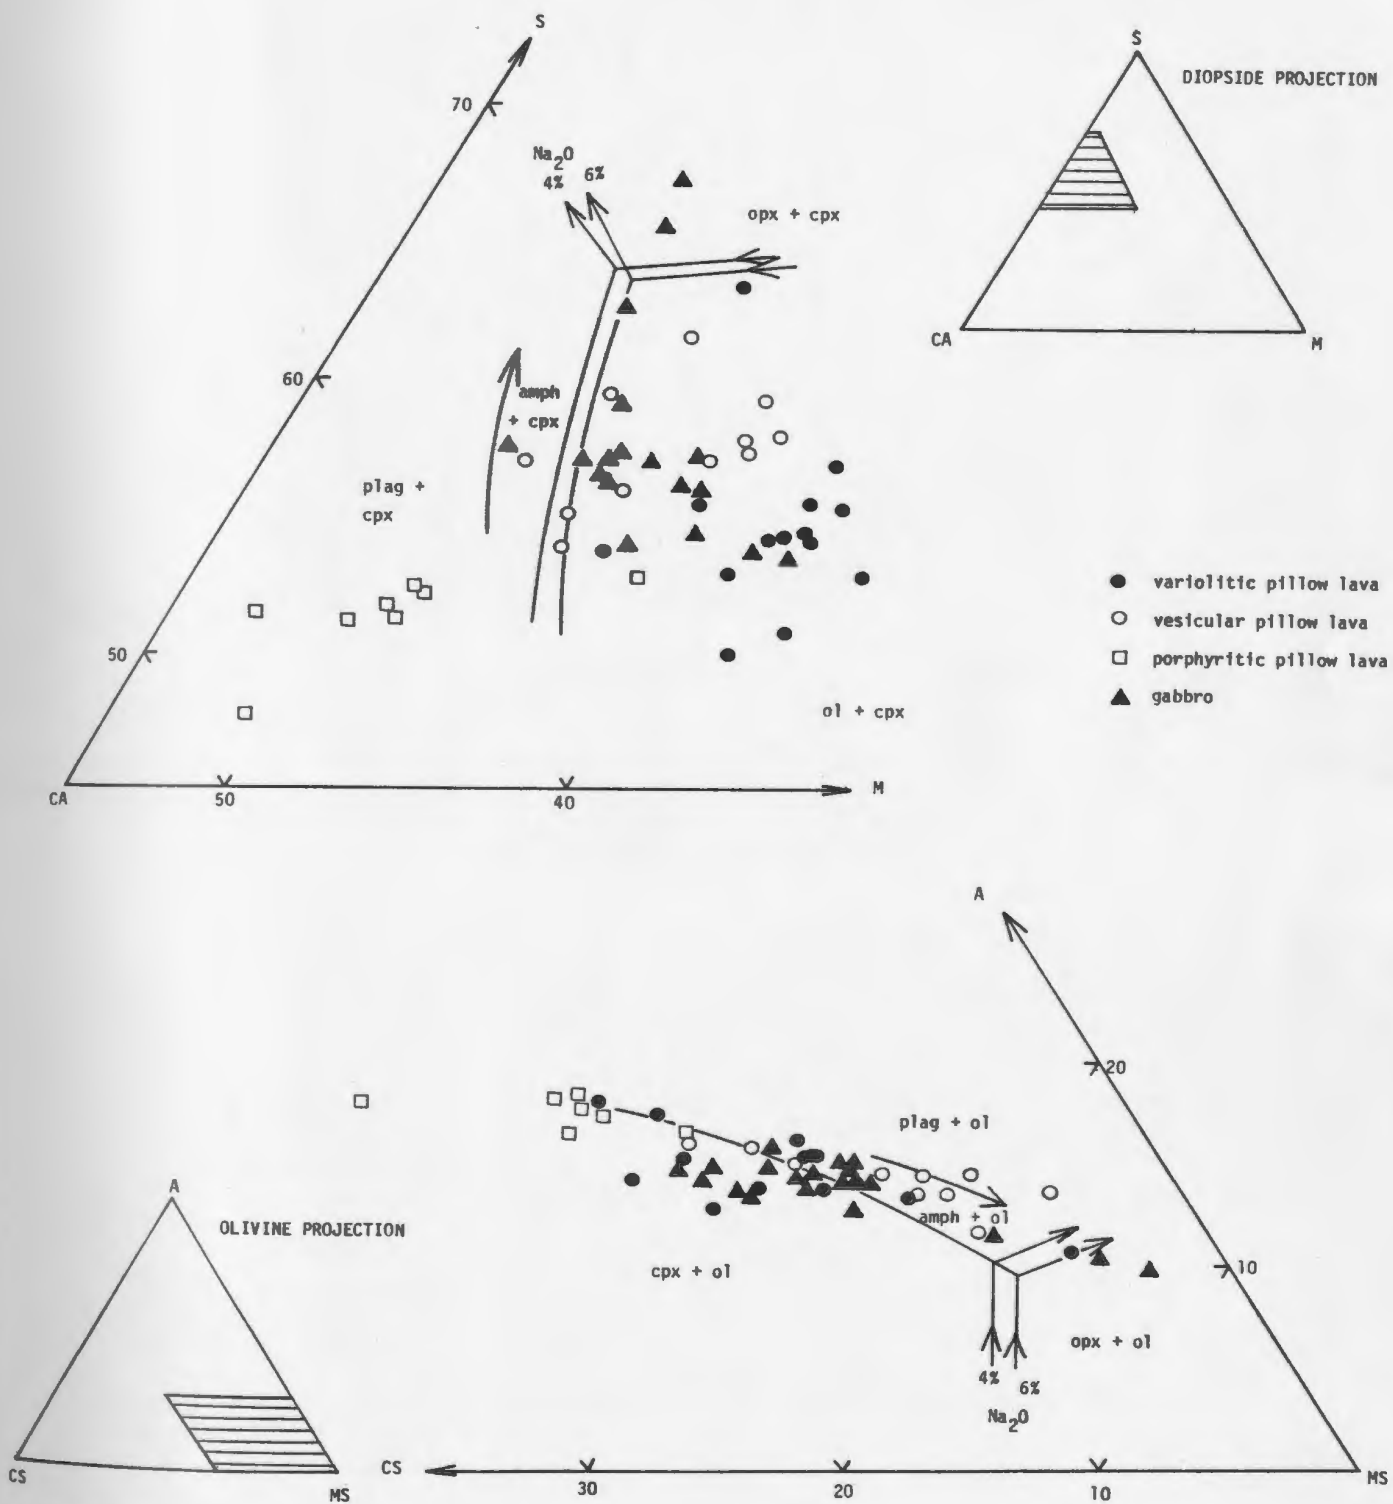 S
70
Na2O
4% 6%
opx + cpx
60
amph
+ cpx
plag +
cpx
50
ol + cpx
CA
50
40
M
S
DIOPSIDE PROJECTION
CA
M
variolitic pillow lava
vesicular pillow lava
porphyritic pillow lava
gabbro
A
20
plag + ol
amph + ol
cpx + ol
10
opx + ol
4% 6%
Na2O
A
OLIVINE PROJECTION
CS
MS
CS
30
20
10
MS